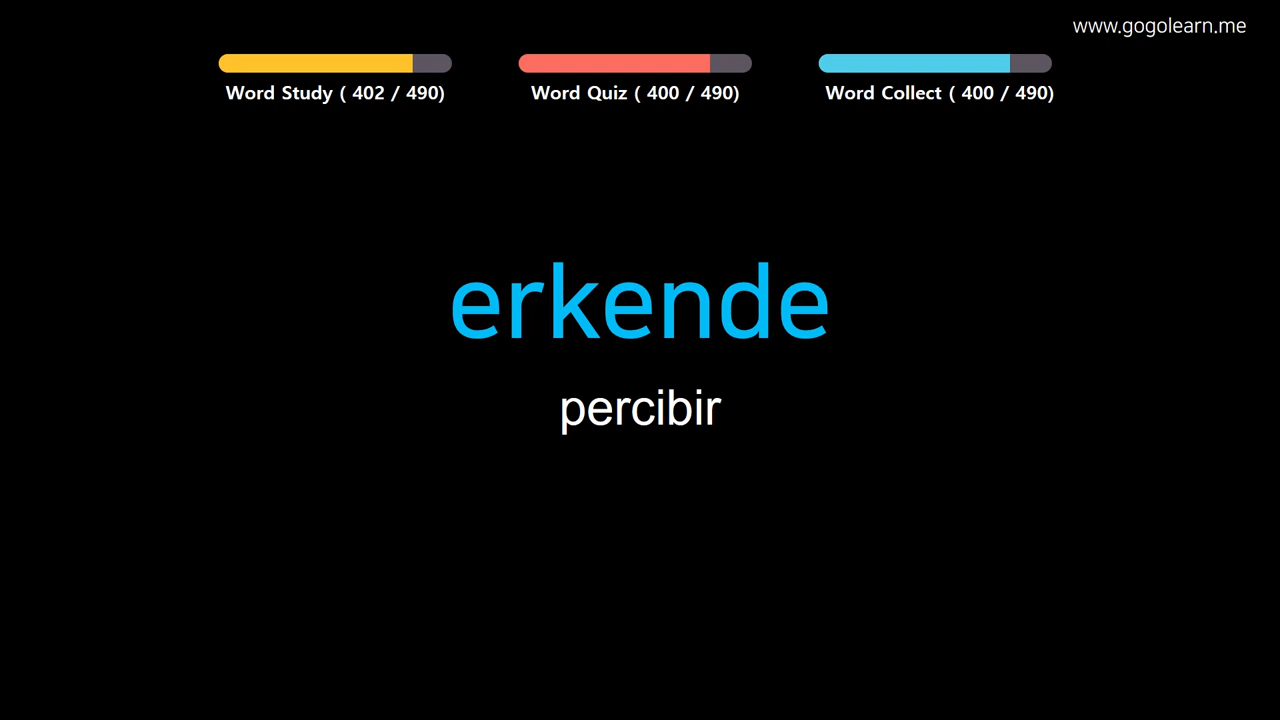 www.gogolearn.me
Word Study ( 402 / 490)
Word Quiz ( 400 / 490)
Word Collect ( 400 / 490)
erkende
percibir